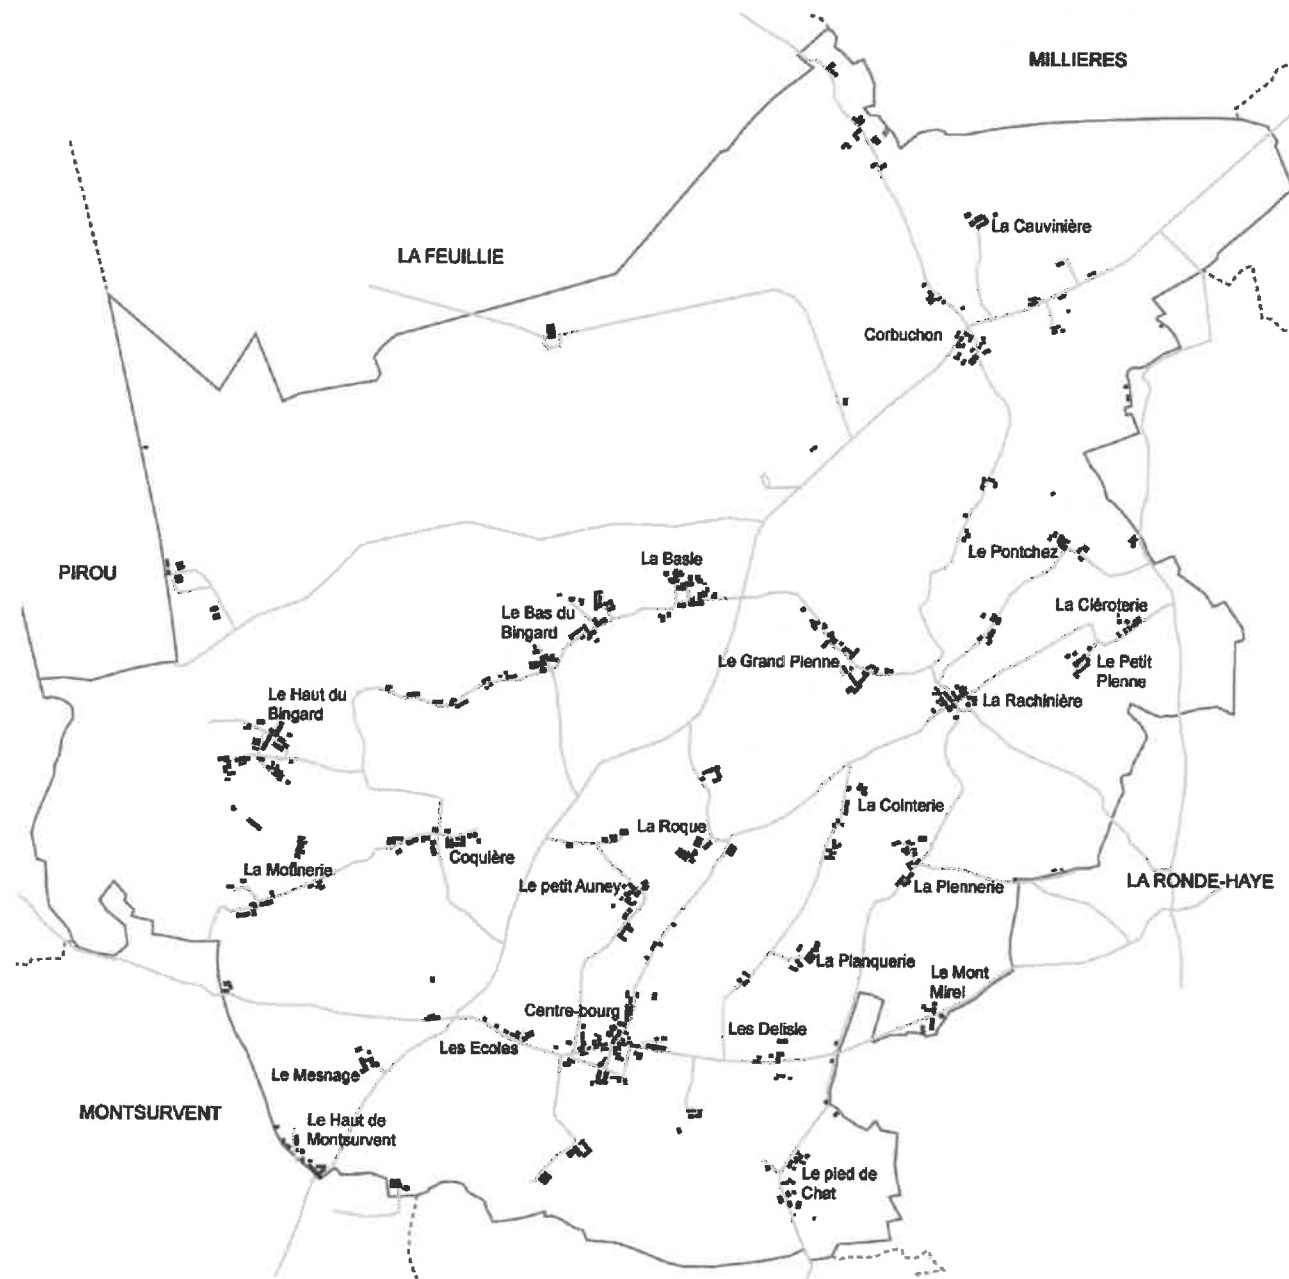 MILLIERES
La Cauvinière
LA FEUILLIE
Corbuchon
La Basle
Le Pontchez
PIROU
Le Bas du
Bingard
La Cléroterie
Le Grand Plenne
Le Petit
Plenne
Le Haut du
Bingard
La Rachinière
La Cointerie
La Roque
Coquière
La Molinerie
Le petit Auney
La Plennerie
LA RONDE-HAYE
La Planquerie
Le Mont
Mirel
Centre-bourg
Les Delisle
Les Ecoles
Le Mesnage
MONTSURVENT
Le Haut de
Montsurvent
Le pied de
Chat